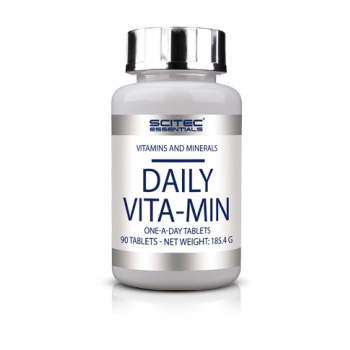 SCITEC
ESSENTIALS
VITAMINS AND MINERALS
DAILY
VITA-MIN
ONE-A-DAY TABLETS
90 TABLETS - NET WEIGHT: 185.4 G